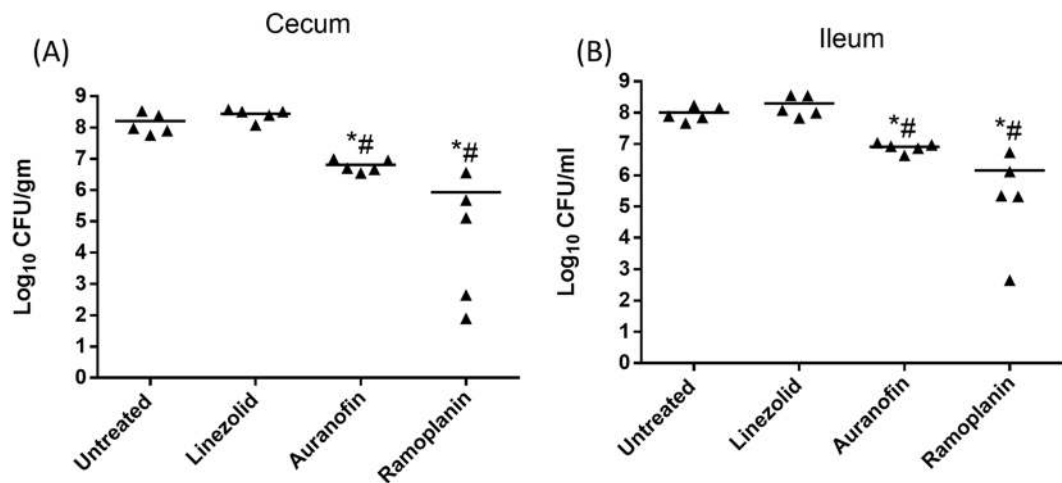 (A)
Cecum
Log10 CFU/gm
9
8
7
6
5
4
3
2
1
0
*#
*#
Untreated
Linezolid
Auranofin
Ramoplanin
(B)
Ileum
Log10 CFU/ml
9
8
7
6
5
4
3
2
1
0
*#
*#
Untreated
Linezolid
Auranofin
Ramoplanin